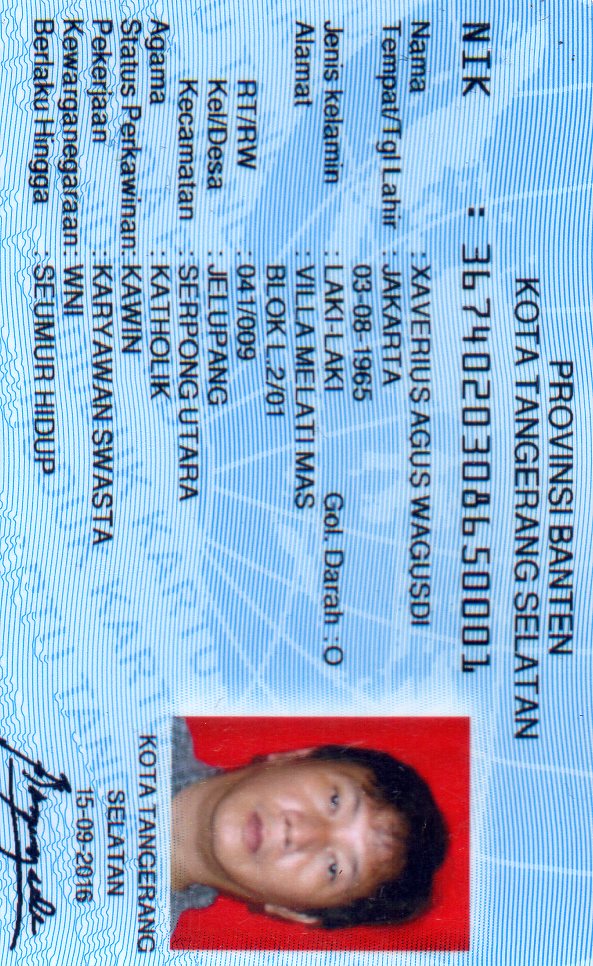 PROVINSI BANTEN
KOTA TANGERANG SELATAN
NIK : 3674020308650001
Nama : XAVERIUS AGUS WAGUSDI
Tempat/Tgl Lahir : JAKARTA
03-08-1965
Jenis kelamin : LAKI-LAKI Gol. Darah : O
Alamat : VILLA MELATI MAS
BLOK L.2/01
RT/RW : 041/009
Kel/Desa : JELUPANG
Kecamatan : SERPONG UTARA
Agama : KATHOLIK
Status Perkawinan : KAWIN
Pekerjaan : KARYAWAN SWASTA
Kewarganegaraan : WNI
Berlaku Hingga : SEUMUR HIDUP
KOTA TANGERANG
SELATAN
15-09-2016